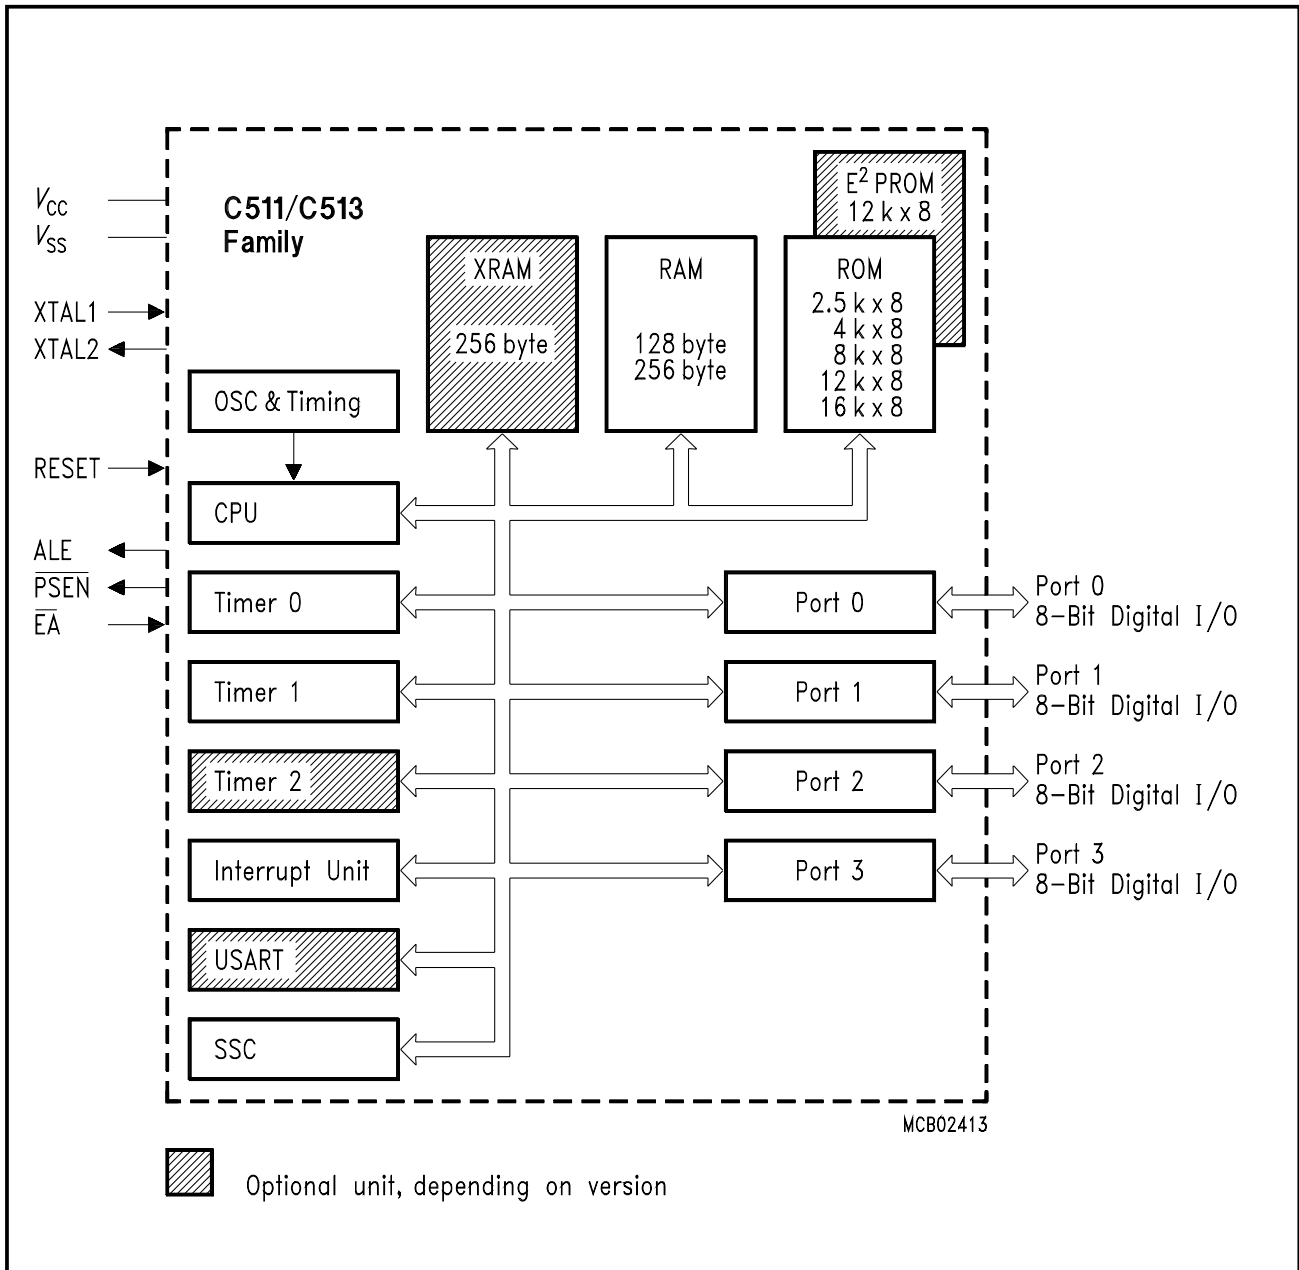 C511/C513
Family
V_CC
V_SS
XTAL1
XTAL2
RESET
ALE
P̅S̅E̅N̅
E̅A̅
E² PROM
12 k x 8
XRAM
256 byte
RAM
128 byte
256 byte
ROM
2.5 k x 8
4 k x 8
8 k x 8
12 k x 8
16 k x 8
OSC & Timing
CPU
Timer 0
Timer 1
Timer 2
Interrupt Unit
USART
SSC
Port 0
Port 1
Port 2
Port 3
Port 0
8-Bit Digital I/O
Port 1
8-Bit Digital I/O
Port 2
8-Bit Digital I/O
Port 3
8-Bit Digital I/O
MCB02413
Optional unit, depending on version